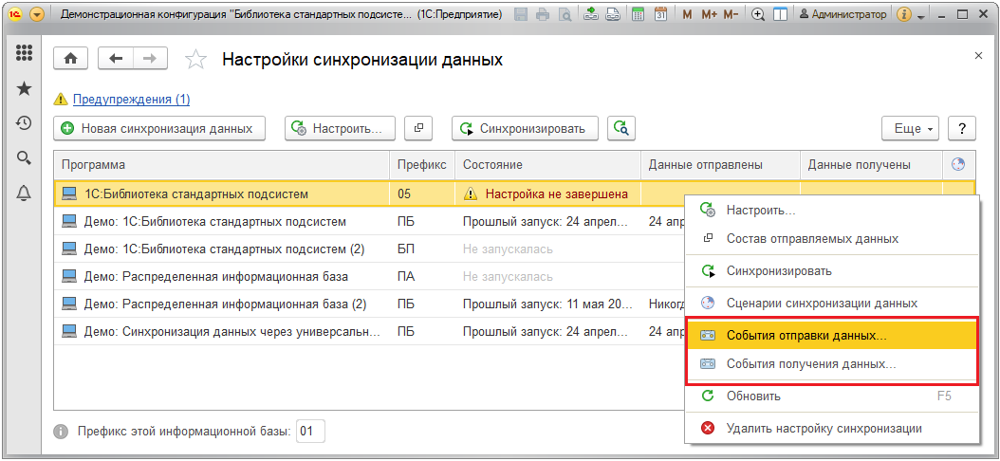 Демонстрационная конфигурация "Библиотека стандартных подсисте... (1С:Предприятие) M M+ M- Администратор
Настройки синхронизации данных
Предупреждения (1)
Новая синхронизация данных Настроить... Синхронизировать Еще ?
Программа Префикс Состояние Данные отправлены Данные получены
1С:Библиотека стандартных подсистем 05 Настройка не завершена
Демо: 1С:Библиотека стандартных подсистем ПБ Прошлый запуск: 24 апрел... 24 апр
Демо: 1С:Библиотека стандартных подсистем (2) БП Не запускалась
Демо: Распределенная информационная база ПА Не запускалась
Демо: Распределенная информационная база (2) ПБ Прошлый запуск: 11 мая 20...
Демо: Синхронизация данных через универсальн... ПБ Прошлый запуск: 24 апрел... 24 апр
Настроить...
Состав отправляемых данных
Синхронизировать
Сценарии синхронизации данных
События отправки данных...
События получения данных...
Обновить F5
Удалить настройку синхронизации
Префикс этой информационной базы: 01